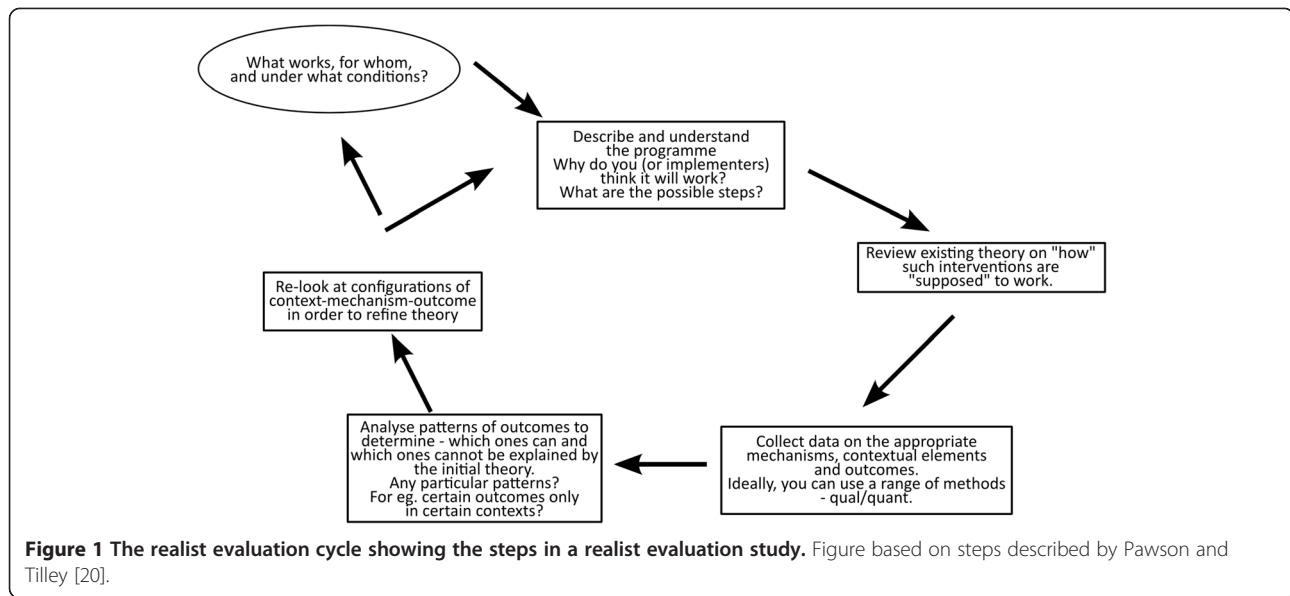 What works, for whom,
and under what conditions?
Describe and understand
the programme
Why do you (or implementers)
think it will work?
What are the possible steps?
Review existing theory on "how"
such interventions are
"supposed" to work.
Collect data on the appropriate
mechanisms, contextual elements
and outcomes.
Ideally, you can use a range of methods
- qual/quant.
Analyse patterns of outcomes to
determine - which ones can and
which ones cannot be explained by
the initial theory.
Any particular patterns?
For eg. certain outcomes only
in certain contexts?
Re-look at configurations of
context-mechanism-outcome
in order to refine theory
Figure 1 The realist evaluation cycle showing the steps in a realist evaluation study. Figure based on steps described by Pawson and
Tilley [20].